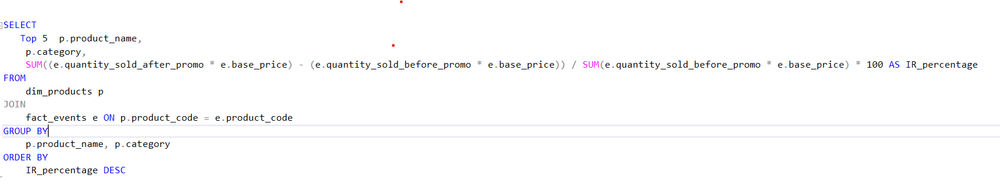 SELECT
Top 5 p.product_name,
p.category,
SUM((e.quantity_sold_after_promo * e.base_price) - (e.quantity_sold_before_promo * e.base_price)) / SUM(e.quantity_sold_before_promo * e.base_price) * 100 AS IR_percentage
FROM
dim_products p
JOIN
fact_events e ON p.product_code = e.product_code
GROUP BY
p.product_name, p.category
ORDER BY
IR_percentage DESC